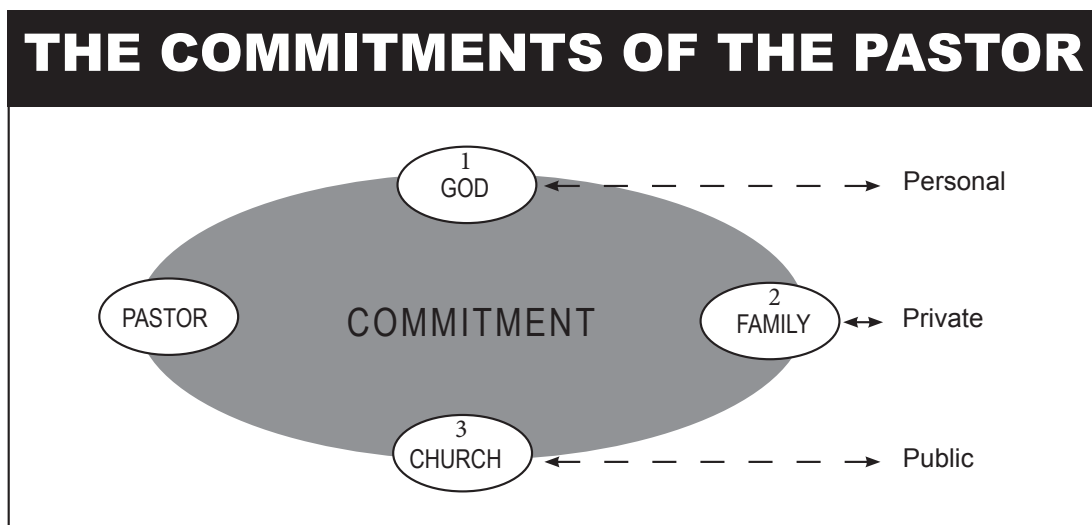 THE COMMITMENTS OF THE PASTOR
1
GOD
Personal
PASTOR
COMMITMENT
2
FAMILY
Private
3
CHURCH
Public